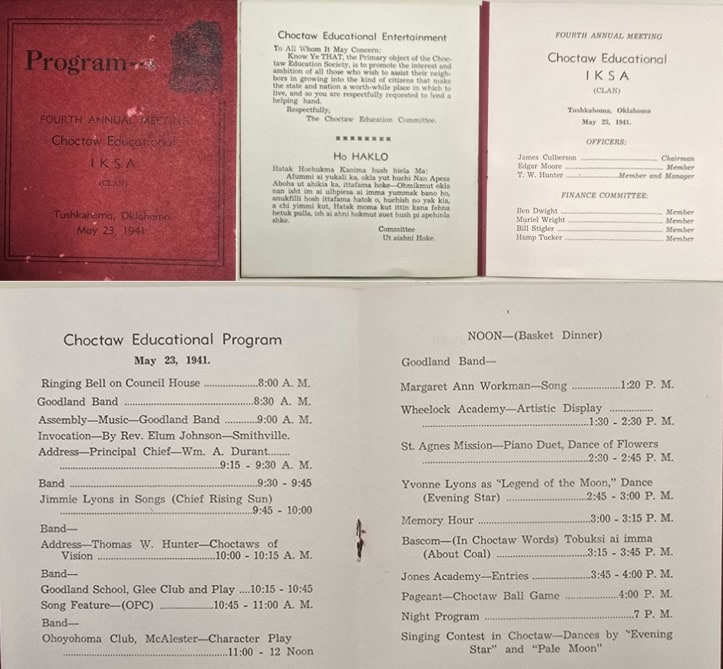 Program
FOURTH ANNUAL MEETING
Choctaw Educational
I K S A
(CLAN)
Tushkahoma, Oklahoma
May 23, 1941
Choctaw Educational Entertainment
To All Whom It May Concern:
Know Ye THAT, the Primary object of the Choc-
taw Education Society, is to promote the interest and
ambition of all those who wish to assist their neigh-
bors in growing into the kind of citizens that make
the state and nation a worth-while place in which to
live, and so you are respectfully requested to lend a
helping hand.
Respectfully,
The Choctaw Education Committee.
HO HAKLO
Hatak Hochukma Kanima hush hiela Ma:
Afummi ai yukali ka, okla yut huchi Nan Apesa
Aboha ut ahikia ka, ittafama hoke—Ohmikmut okla
nan isht im ai ulhpiesa ai imma yummak bano ho,
anukfilli hosh ittafama hatok o, huchish no yak kia,
a chi yimmi kut, Hatak moma kut ittin kana fehna
hetuk pulla, ish ai ahni hokmut auet hush pi apehinla
shke.
Committee
Ut aiahni Hoke.
FOURTH ANNUAL MEETING
Choctaw Educational
I K S A
(CLAN)
Tushkahoma, Oklahoma
May 23, 1941.
OFFICERS:
James Culberson ........ Chairman
Edgar Moore ........ Member
T. W. Hunter ........ Member and Manager
FINANCE COMMITTEE:
Ben Dwight ........ Member
Muriel Wright ........ Member
Bill Stigler ........ Member
Hamp Tucker ........ Member
Choctaw Educational Program
May 23, 1941.
Ringing Bell on Council House ........ 8:00 A. M.
Goodland Band ........ 8:30 A. M.
Assembly—Music—Goodland Band ........ 9:00 A. M.
Invocation—By Rev. Elum Johnson—Smithville.
Address—Principal Chief—Wm. A. Durant........
........ 9:15 - 9:30 A. M.
Band ........ 9:30 - 9:45
Jimmie Lyons in Songs (Chief Rising Sun)
........ 9:45 - 10:00
Band—
Address—Thomas W. Hunter—Choctaws of
Vision ........ 10:00 - 10:15 A. M.
Band—
Goodland School, Glee Club and Play .....10:15 - 10:45
Song Feature—(OPC) ........ 10:45 - 11:00 A. M.
Band—
Ohoyohoma Club, McAlester—Character Play
........ 11:00 - 12 Noon
NOON—(Basket Dinner)
Goodland Band—
Margaret Ann Workman—Song ........ 1:20 P. M.
Wheelock Academy—Artistic Display ........
........ 1:30 - 2:30 P. M.
St. Agnes Mission—Piano Duet, Dance of Flowers
........ 2:30 - 2:45 P. M.
Yvonne Lyons as "Legend of the Moon," Dance
(Evening Star) ........ 2:45 - 3:00 P. M.
Memory Hour ........ 3:00 - 3:15 P. M.
Bascom—(In Choctaw Words) Tobuksi ai imma
(About Coal) ........ 3:15 - 3:45 P. M.
Jones Academy—Entries ........ 3:45 - 4:00 P. M.
Pageant—Choctaw Ball Game ........ 4:00 P. M.
Night Program ........ 7 P. M.
Singing Contest in Choctaw—Dances by "Evening
Star" and "Pale Moon"